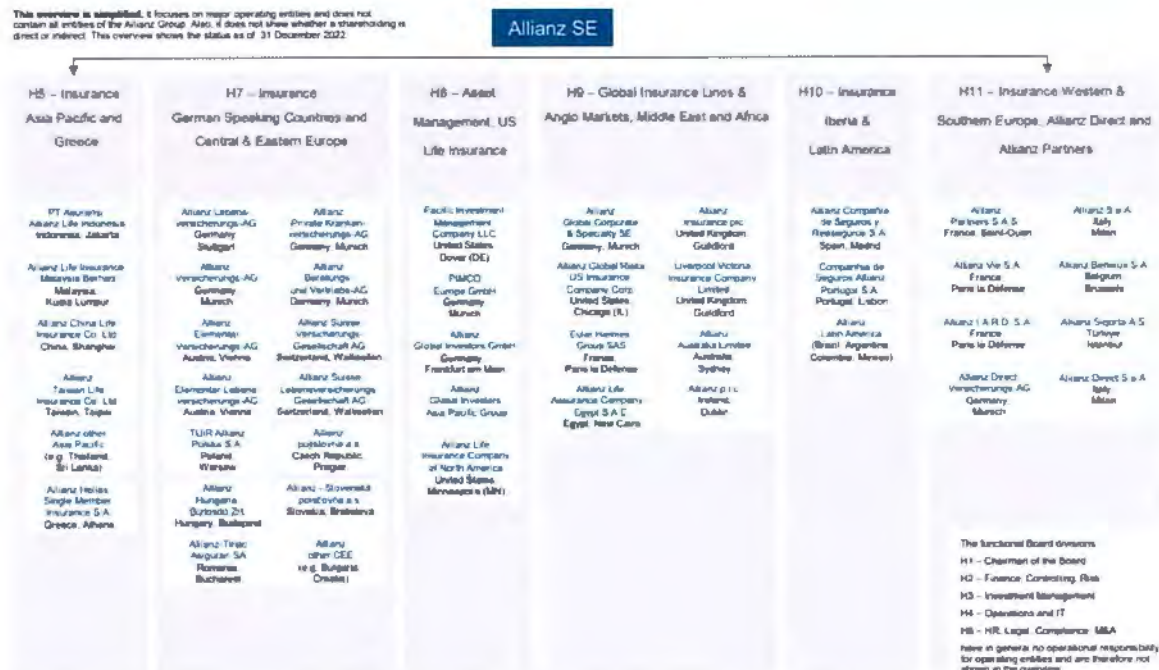 This overview is simplified, it focuses on major operating entities and does not
contain all entities of the Allianz Group. Also, it does not show whether a shareholding is
direct or indirect. This overview shows the status as of 31 December 2022
Allianz SE
H5 – Insurance
Asia Pacific and
Greece
PT Asuransi
Allianz Life Indonesia
Indonesia, Jakarta
Allianz Life Insurance
Malaysia Berhad
Malaysia,
Kuala Lumpur
Allianz China Life
Insurance Co. Ltd
China, Shanghai
Allianz
Taiwan Life
Insurance Co. Ltd
Taiwan, Taipei
Allianz other
Asia Pacific
(e.g. Thailand,
Sri Lanka)
Allianz Hellas
Single Member
Insurance S.A.
Greece, Athens
H7 – Insurance
German Speaking Countries and
Central & Eastern Europe
Allianz Lebens-
versicherungs-AG
Germany
Stuttgart
Allianz
Private Kranken-
versicherungs-AG
Germany, Munich
Allianz
Versicherungs-AG
Germany
Munich
Allianz
Beratungs-
und Vertriebs-AG
Germany, Munich
Allianz
Elementar
Versicherungs-AG
Austria, Vienna
Allianz Suisse
Versicherungs-
Gesellschaft AG
Switzerland, Wallisellen
Allianz
Elementar Lebens-
versicherungs-AG
Austria, Vienna
Allianz Suisse
Lebensversicherungs-
Gesellschaft AG
Switzerland, Wallisellen
TUiR Allianz
Polska S.A.
Poland,
Warsaw
Allianz
pojišťovna a.s.
Czech Republic,
Prague
Allianz
Hungária
Biztosító Zrt.
Hungary, Budapest
Allianz – Slovenská
poisťovňa a.s.
Slovakia, Bratislava
Allianz-Tiriac
Asigurari SA
Romania
Bucharest
Allianz
other CEE
(e.g. Bulgaria,
Croatia)
H8 – Asset
Management, US
Life Insurance
Pacific Investment
Management
Company LLC
United States
Dover (DE)
PIMCO
Europe GmbH
Germany
Munich
Allianz
Global Investors GmbH
Germany
Frankfurt am Main
Allianz
Global Investors
Asia Pacific Group
Allianz Life
Insurance Company
of North America
United States
Minneapolis (MN)
H9 – Global Insurance Lines &
Anglo Markets, Middle East and Africa
Allianz
Global Corporate
& Specialty SE
Germany, Munich
Allianz
Insurance plc
United Kingdom
Guildford
Allianz Global Risks
US Insurance
Company Corp.
United States
Chicago (IL)
Liverpool Victoria
Insurance Company
Limited
United Kingdom
Guildford
Euler Hermes
Group SAS
France
Paris la Défense
Allianz
Australia Limited
Australia
Sydney
Allianz Life
Assurance Company
Egypt S.A.E.
Egypt, New Cairo
Allianz p.l.c.
Ireland,
Dublin
H10 – Insurance
Iberia &
Latin America
Allianz Compañía
de Seguros y
Reaseguros S.A.
Spain, Madrid
Companhia de
Seguros Allianz
Portugal S.A.
Portugal, Lisbon
Allianz
Latin America
(Brazil, Argentina,
Colombia, Mexico)
H11 – Insurance Western &
Southern Europe, Allianz Direct and
Allianz Partners
Allianz
Partners S.A.S.
France, Saint-Ouen
Allianz S.p.A.
Italy
Milan
Allianz Vie S.A.
France
Paris la Défense
Allianz Benelux S.A.
Belgium
Brussels
Allianz I.A.R.D. S.A.
France
Paris la Défense
Allianz Sigorta A.S.
Türkiye
Istanbul
Allianz Direct
Versicherungs-AG
Germany
Munich
Allianz Direct S.p.A.
Italy
Milan
The functional Board divisions
H1 – Chairman of the Board
H2 – Finance, Controlling, Risk
H3 – Investment Management
H4 – Operations and IT
H6 – HR, Legal, Compliance, M&A
have in general no operational responsibility
for operating entities and are therefore not
shown in the overview